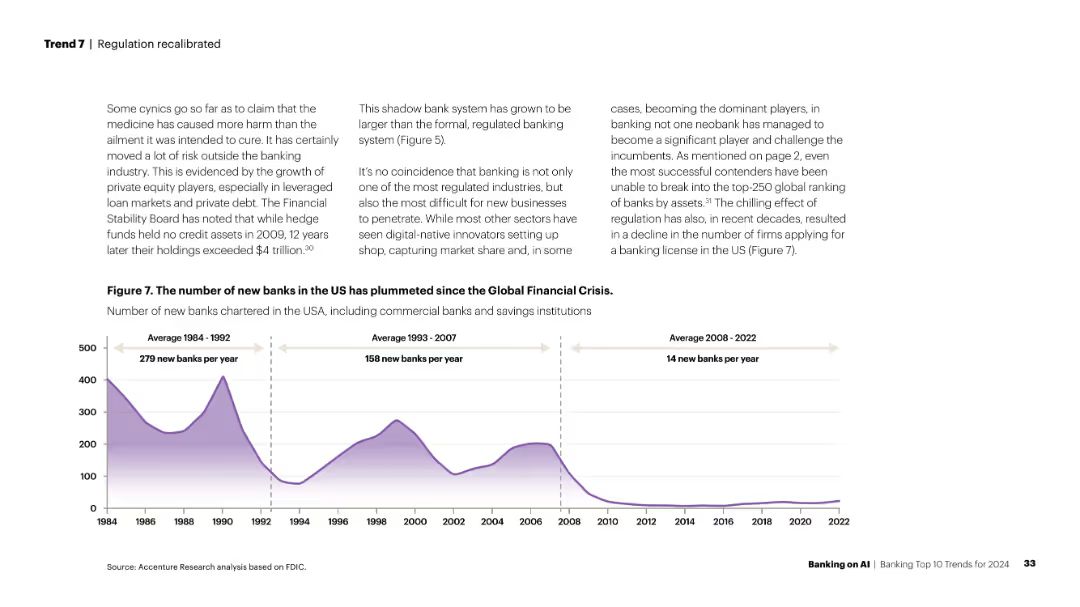 Trend 7 | Regulation recalibrated
Some cynics go so far as to claim that the
medicine has caused more harm than the
ailment it was intended to cure. It has certainly
moved a lot of risk outside the banking
industry. This is evidenced by the growth of
private equity players, especially in leveraged
loan markets and private debt. The Financial
Stability Board has noted that while hedge
funds held no credit assets in 2009, 12 years
later their holdings exceeded $4 trillion.30
This shadow bank system has grown to be
larger than the formal, regulated banking
system (Figure 5).
It's no coincidence that banking is not only
one of the most regulated industries, but
also the most difficult for new businesses
to penetrate. While most other sectors have
seen digital-native innovators setting up
shop, capturing market share and, in some
cases, becoming the dominant players, in
banking not one neobank has managed to
become a significant player and challenge the
incumbents. As mentioned on page 2, even
the most successful contenders have been
unable to break into the top-250 global ranking
of banks by assets.31 The chilling effect of
regulation has also, in recent decades, resulted
in a decline in the number of firms applying for
a banking license in the US (Figure 7).
Figure 7. The number of new banks in the US has plummeted since the Global Financial Crisis.
Number of new banks chartered in the USA, including commercial banks and savings institutions
Average 1984 - 1992
279 new banks per year
Average 1993 - 2007
158 new banks per year
Average 2008 - 2022
14 new banks per year
500
400
300
200
100
0
1984 1986 1988 1990 1992 1994 1996 1998 2000 2002 2004 2006 2008 2010 2012 2014 2016 2018 2020 2022
Source: Accenture Research analysis based on FDIC.
Banking on AI | Banking Top 10 Trends for 2024 33